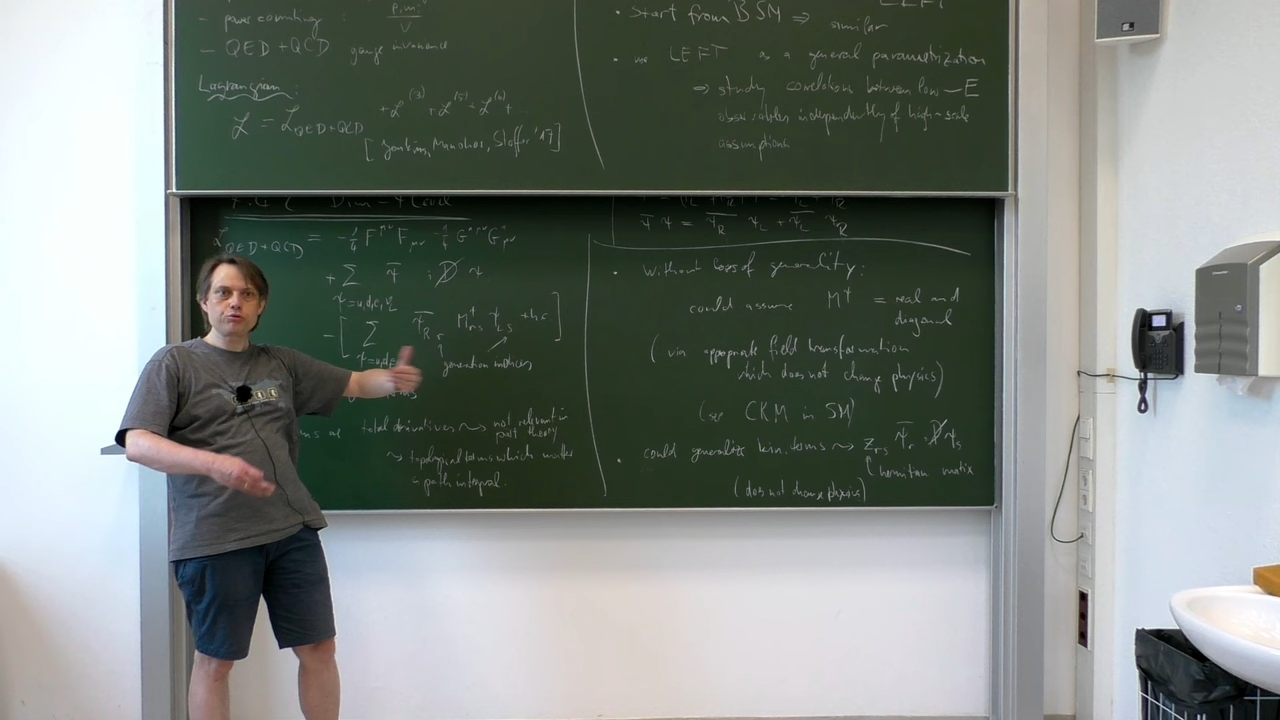 - power counting :
- QED + QCD gauge invariance
Lagrangian :
+ L^(3) + L^(5) + L^(6) + ...
L = L_QED+QCD
[Jenkins, Manohar, Stoffer '17]
• start from BSM ⇒ similar
• use LEFT as a general parametrization
⇒ study correlations between low-E
observables independently of high-scale
assumptions
Dim-4 Level
L_QED+QCD = -1/4 F^μν F_μν -1/4 G^aμν G^a_μν
+ Σ ψ̄ i D̸ ψ
ψ=u,d,e,ν_L
- [ Σ ψ̄_Rr M†_rs ψ_Ls + h.c ]
ψ=u,d,e
generation indices
total derivatives ⇝ not relevant in
pert theory
⇝ topological terms which matter
in path integral.
ψ̄ ψ = ψ̄_R ψ_L + ψ̄_L ψ_R
• without loss of generality:
could assume M† = real and
diagonal
(via appropriate field transformation
which does not change physics)
(see CKM in SM)
• could generalize kin. terms ⇝ z_rs ψ̄_r D̸ ψ_s
hermitian matrix
(does not change physics)